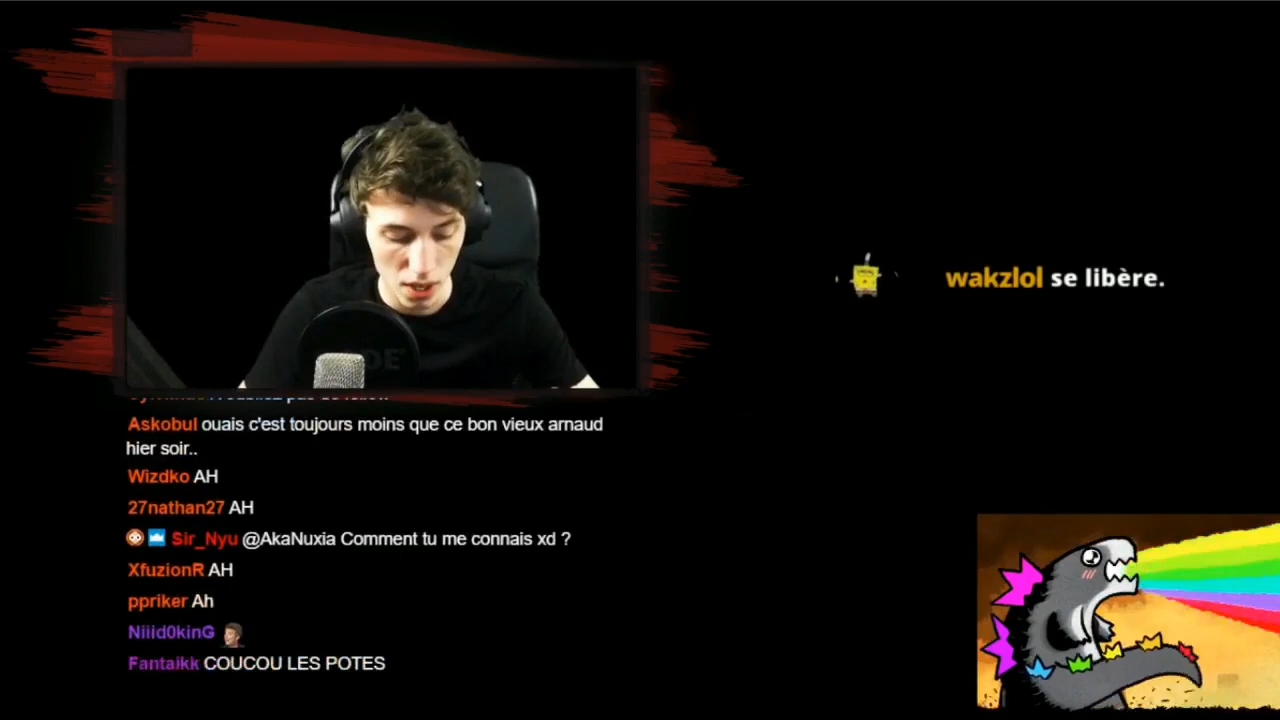 wakzlol se libère.
Askobul ouais c'est toujours moins que ce bon vieux arnaud
hier soir..
Wizdko AH
27nathan27 AH
Sir_Nyu @AkaNuxia Comment tu me connais xd ?
XfuzionR AH
ppriker Ah
Niiid0kinG
Fantaikk COUCOU LES POTES